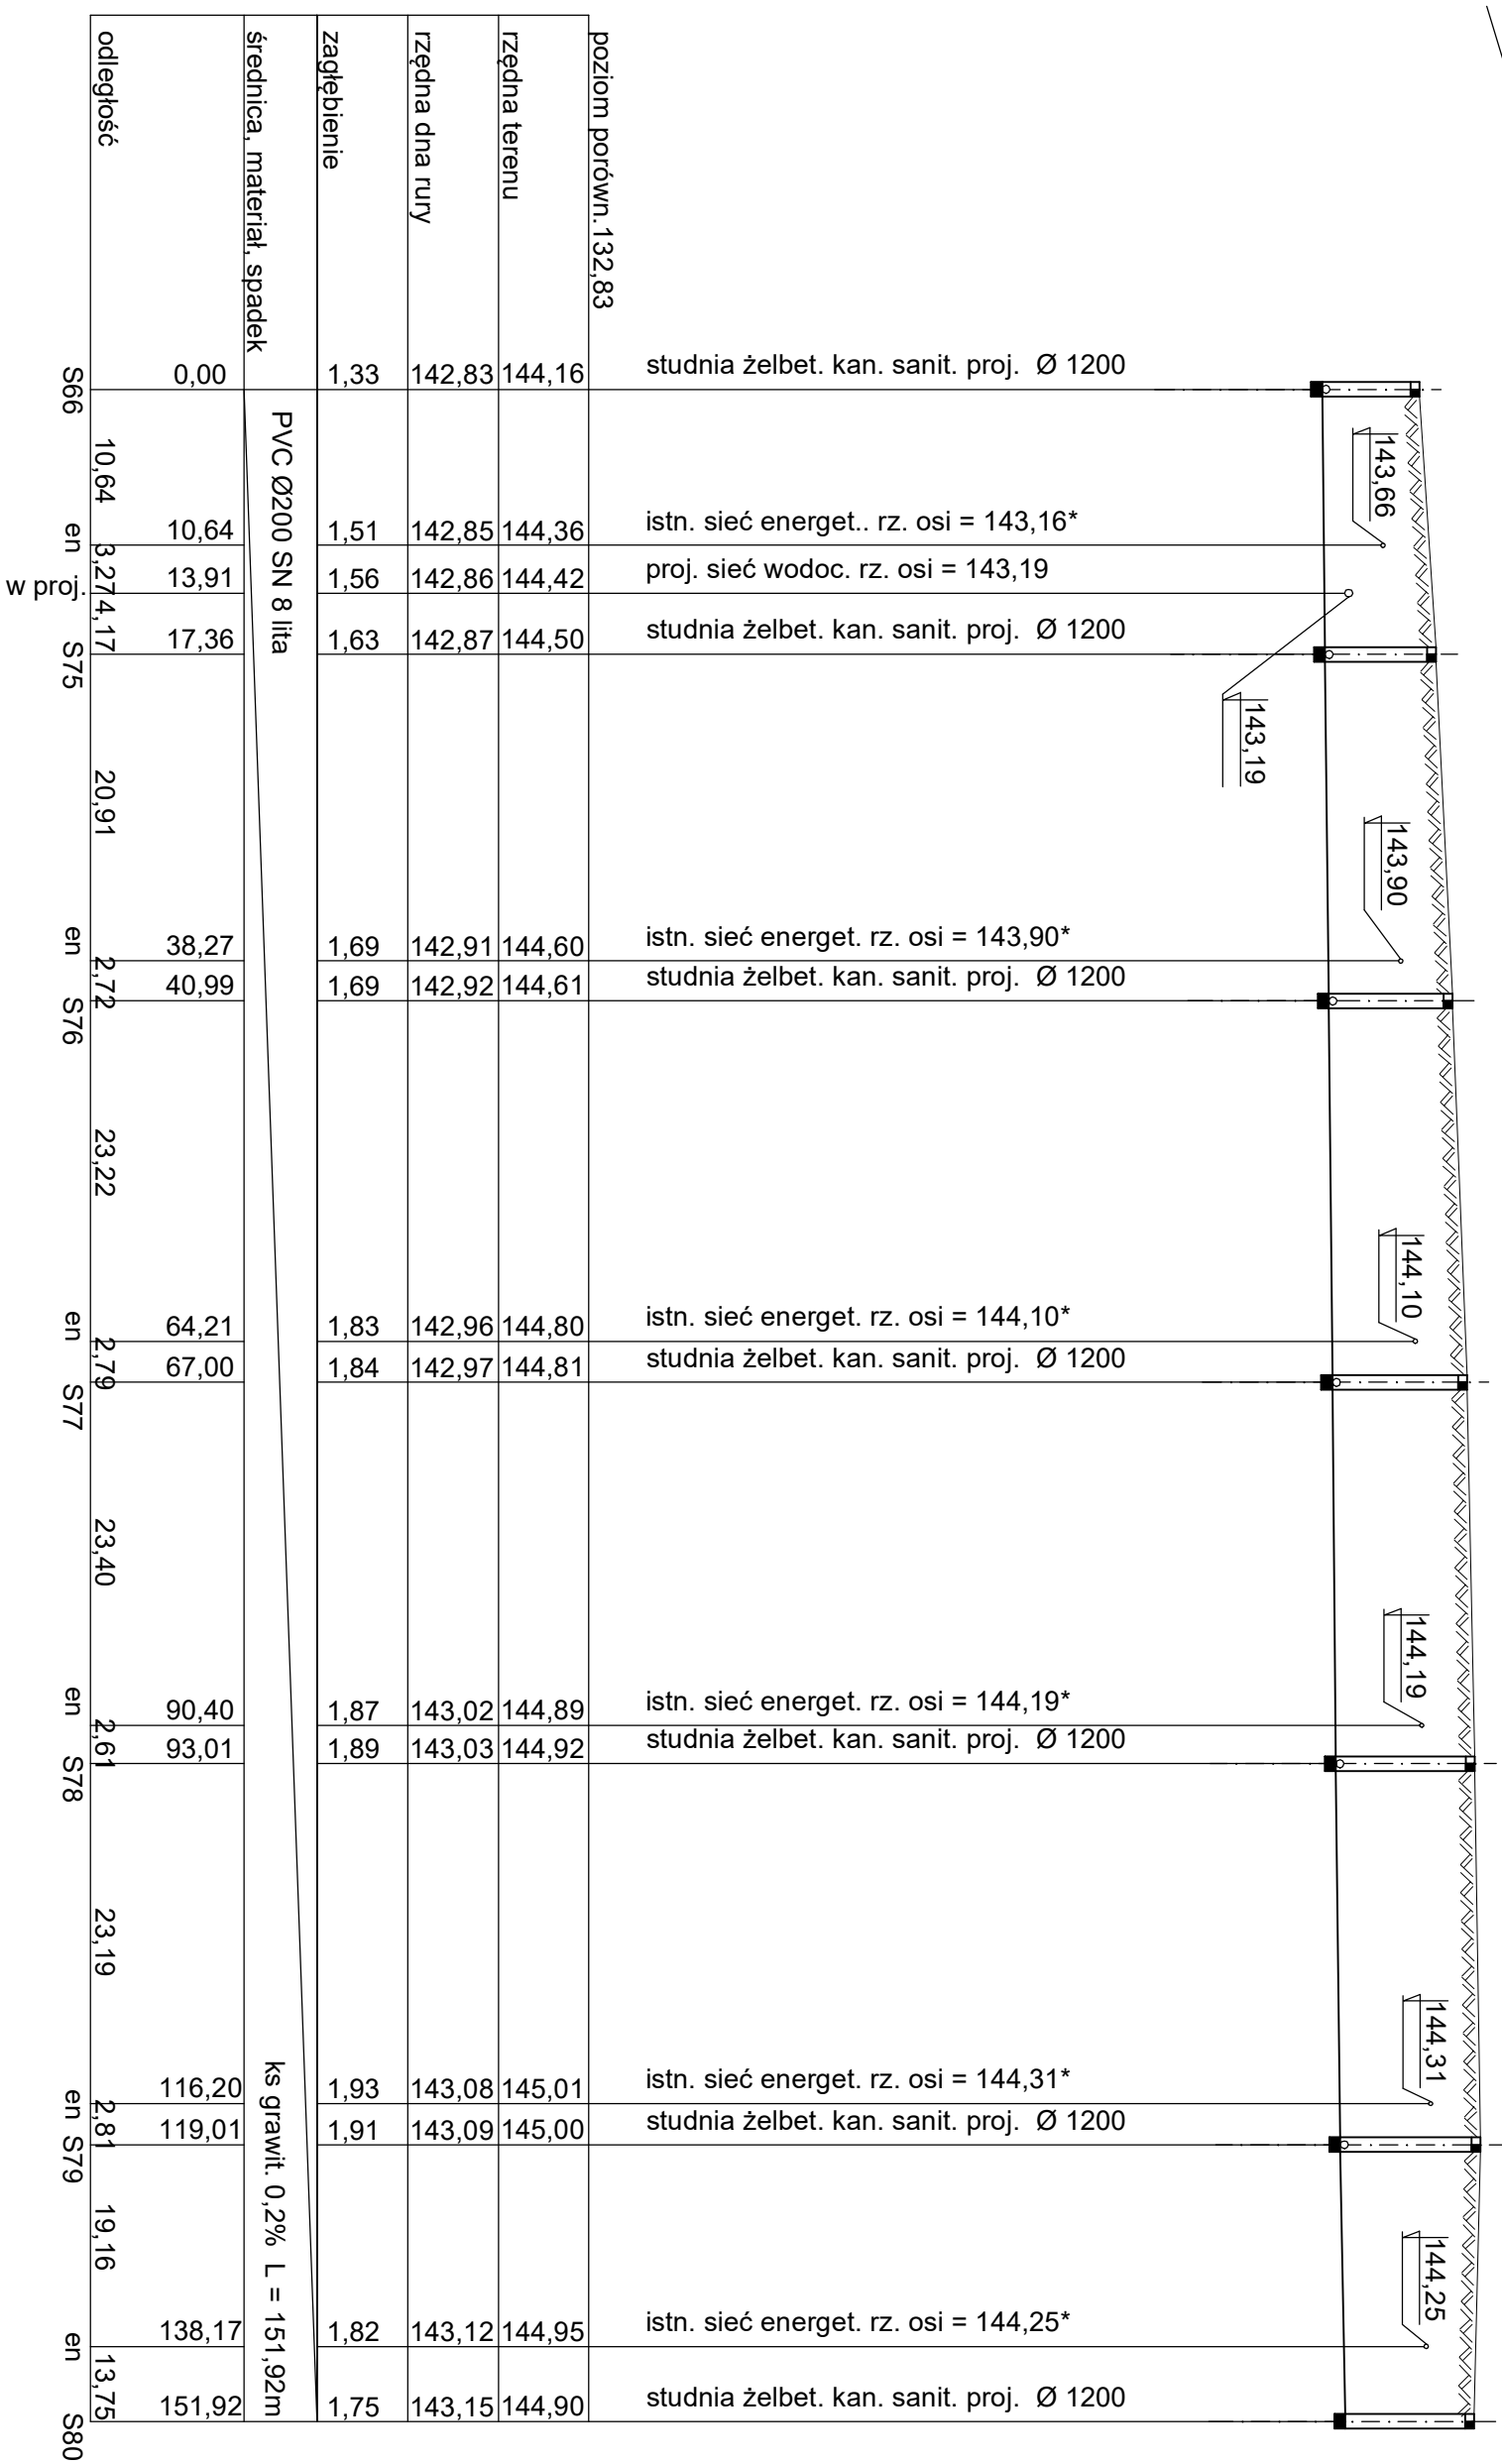 poziom porówn.132,83
rzędna terenu
rzędna dna rury
zagłębienie
średnica, materiał, spadek
odległość
S66
0,00
1,33
142,83
144,16
studnia żelbet. kan. sanit. proj. Ø 1200
10,64
en
10,64
1,51
142,85
144,36
istn. sieć energet.. rz. osi = 143,16*
143,66
3,27
w proj.
13,91
1,56
142,86
144,42
proj. sieć wodoc. rz. osi = 143,19
143,19
4,17
S75
17,36
1,63
142,87
144,50
studnia żelbet. kan. sanit. proj. Ø 1200
20,91
en
38,27
1,69
142,91
144,60
istn. sieć energet. rz. osi = 143,90*
143,90
2,72
S76
40,99
1,69
142,92
144,61
studnia żelbet. kan. sanit. proj. Ø 1200
23,22
en
64,21
1,83
142,96
144,80
istn. sieć energet. rz. osi = 144,10*
144,10
2,79
S77
67,00
1,84
142,97
144,81
studnia żelbet. kan. sanit. proj. Ø 1200
23,40
en
90,40
1,87
143,02
144,89
istn. sieć energet. rz. osi = 144,19*
144,19
2,61
S78
93,01
1,89
143,03
144,92
studnia żelbet. kan. sanit. proj. Ø 1200
23,19
en
116,20
1,93
143,08
145,01
istn. sieć energet. rz. osi = 144,31*
144,31
2,81
S79
119,01
1,91
143,09
145,00
studnia żelbet. kan. sanit. proj. Ø 1200
19,16
en
138,17
1,82
143,12
144,95
istn. sieć energet. rz. osi = 144,25*
144,25
13,75
S80
151,92
1,75
143,15
144,90
studnia żelbet. kan. sanit. proj. Ø 1200
PVC Ø200 SN 8 lita
ks grawit. 0,2% L = 151,92m